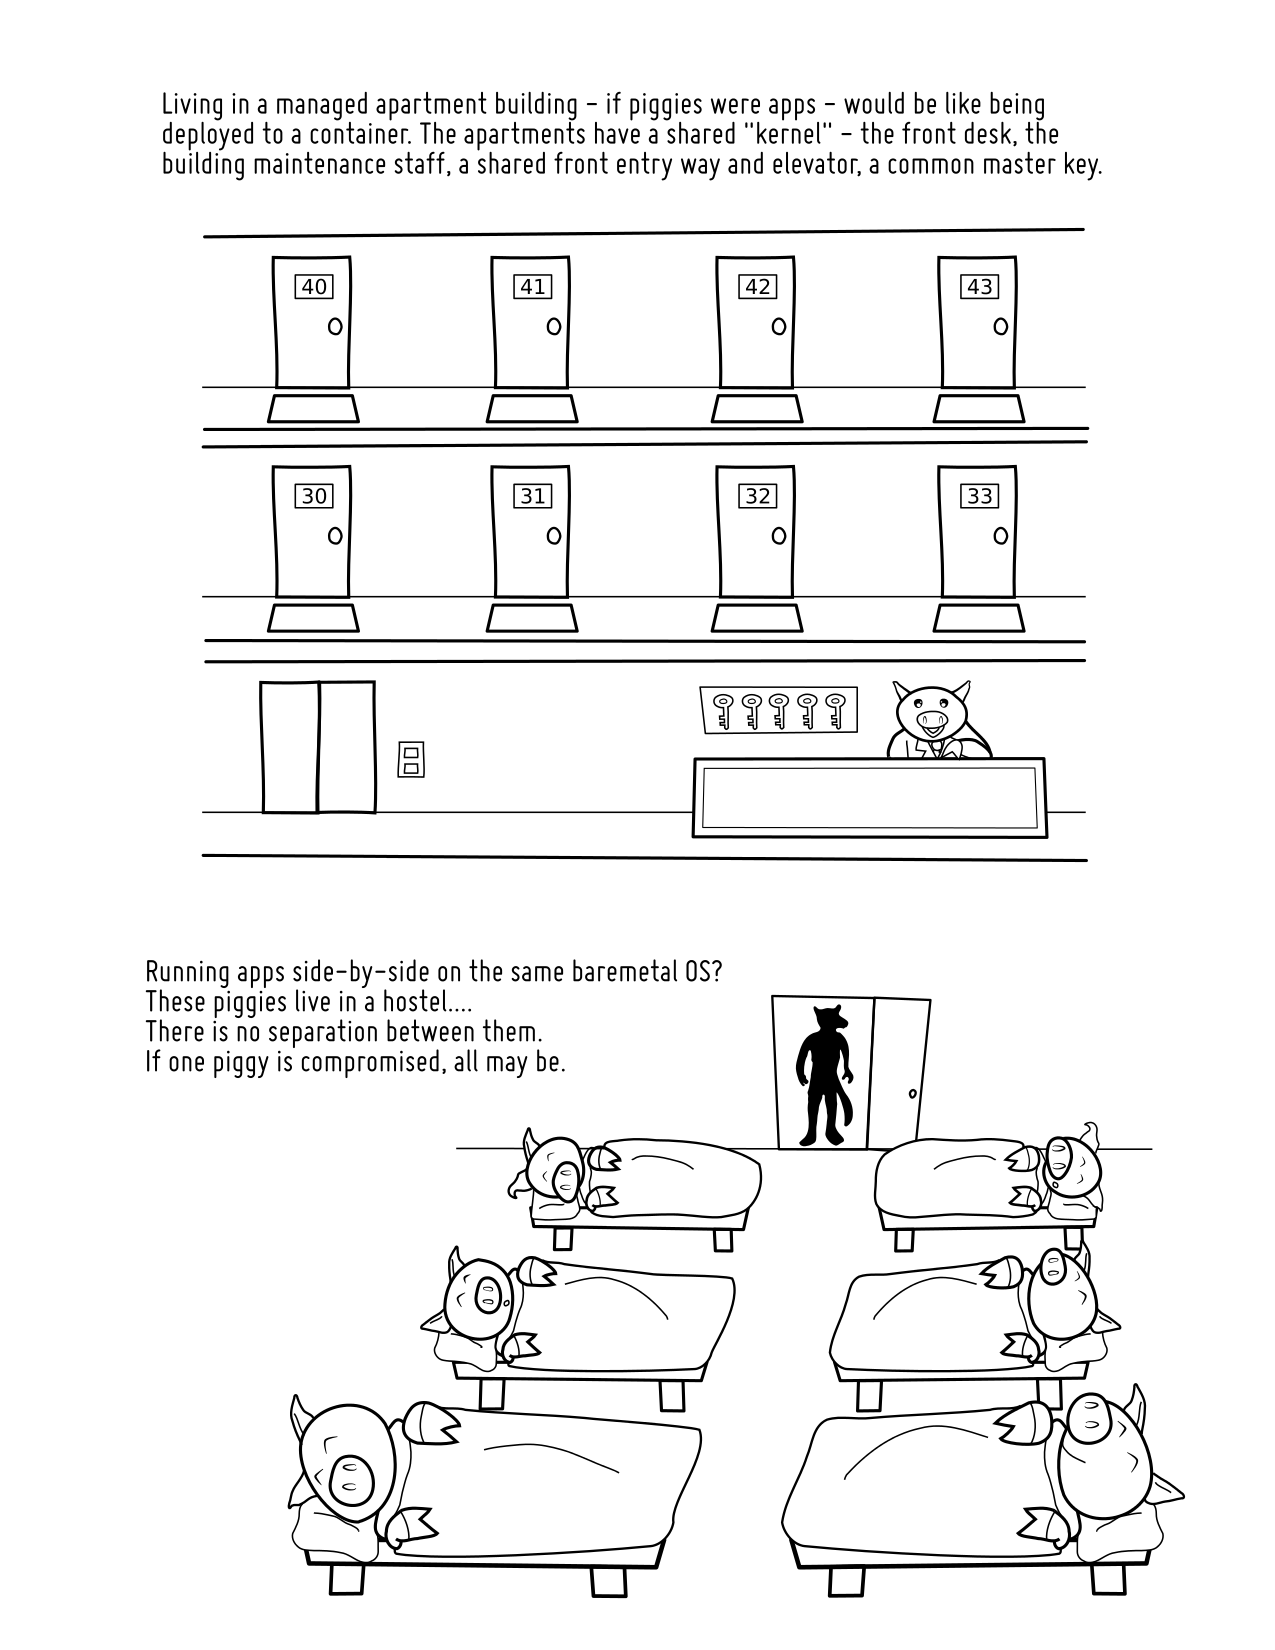 Living in a managed apartment building - if piggies were apps - would be like being
deployed to a container. The apartments have a shared "kernel" - the front desk, the
building maintenance staff, a shared front entry way and elevator, a common master key.
40 41 42 43
30 31 32 33
Running apps side-by-side on the same baremetal OS?
These piggies live in a hostel....
There is no separation between them.
If one piggy is compromised, all may be.